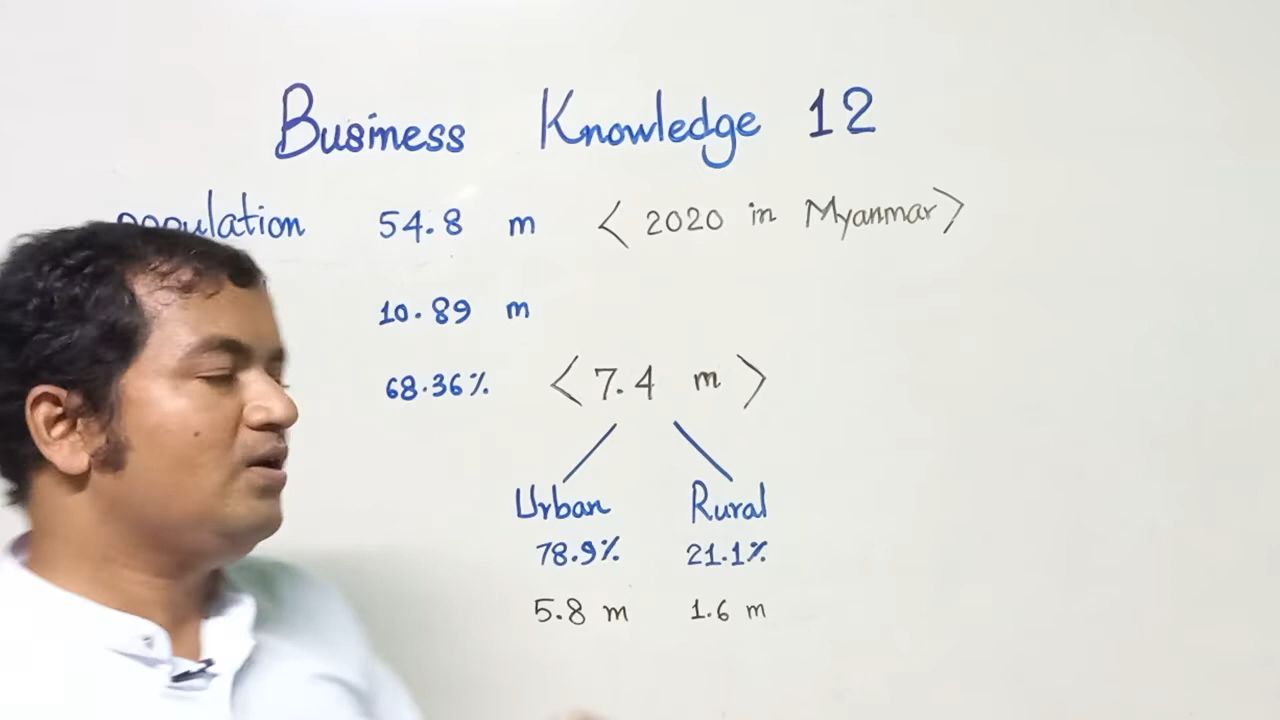 Business Knowledge 12
population 54.8 m < 2020 in Myanmar >
10.89 m
68.36% < 7.4 m >
Urban Rural
78.9% 21.1%
5.8 m 1.6 m